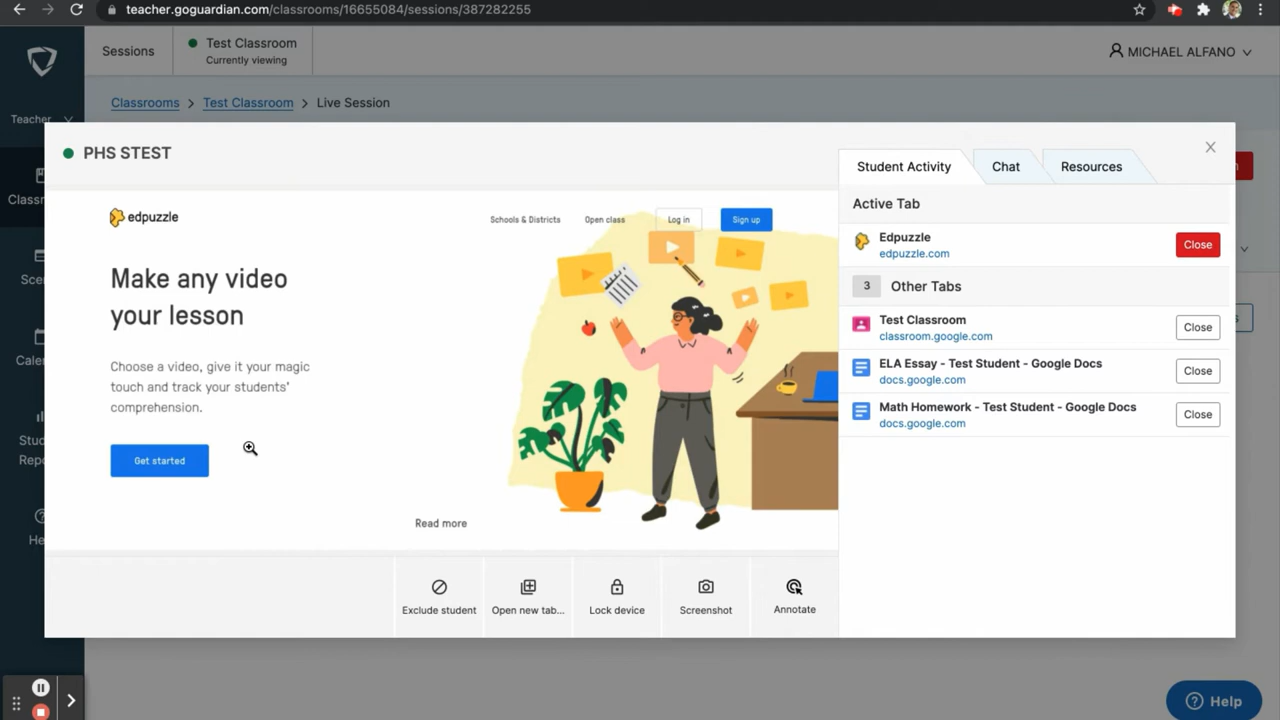 teacher.goguardian.com/classrooms/16655084/sessions/387282255
Sessions
Test Classroom
Currently viewing
MICHAEL ALFANO
Teacher
Classrooms > Test Classroom > Live Session
PHS STEST
Student Activity
Chat
Resources
Active Tab
Edpuzzle
edpuzzle.com
Close
3 Other Tabs
Test Classroom
classroom.google.com
Close
ELA Essay - Test Student - Google Docs
docs.google.com
Close
Math Homework - Test Student - Google Docs
docs.google.com
Close
edpuzzle
Schools & Districts
Open class
Log in
Sign up
Make any video
your lesson
Choose a video, give it your magic
touch and track your students'
comprehension.
Get started
Read more
Exclude student
Open new tab...
Lock device
Screenshot
Annotate
Classr
Scen
Calen
Stud
Repo
He
Help